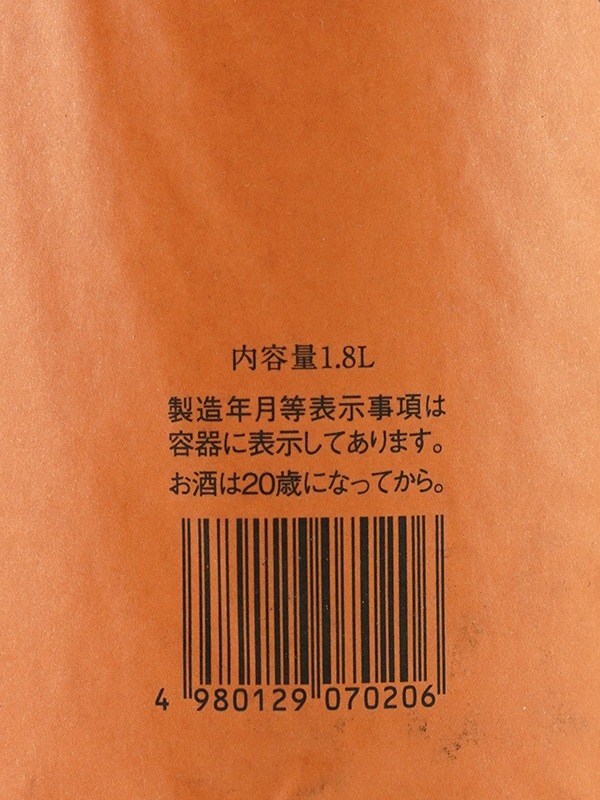 内容量1.8L
製造年月等表示事項は
容器に表示してあります。
お酒は20歳になってから。
4 980129 070206